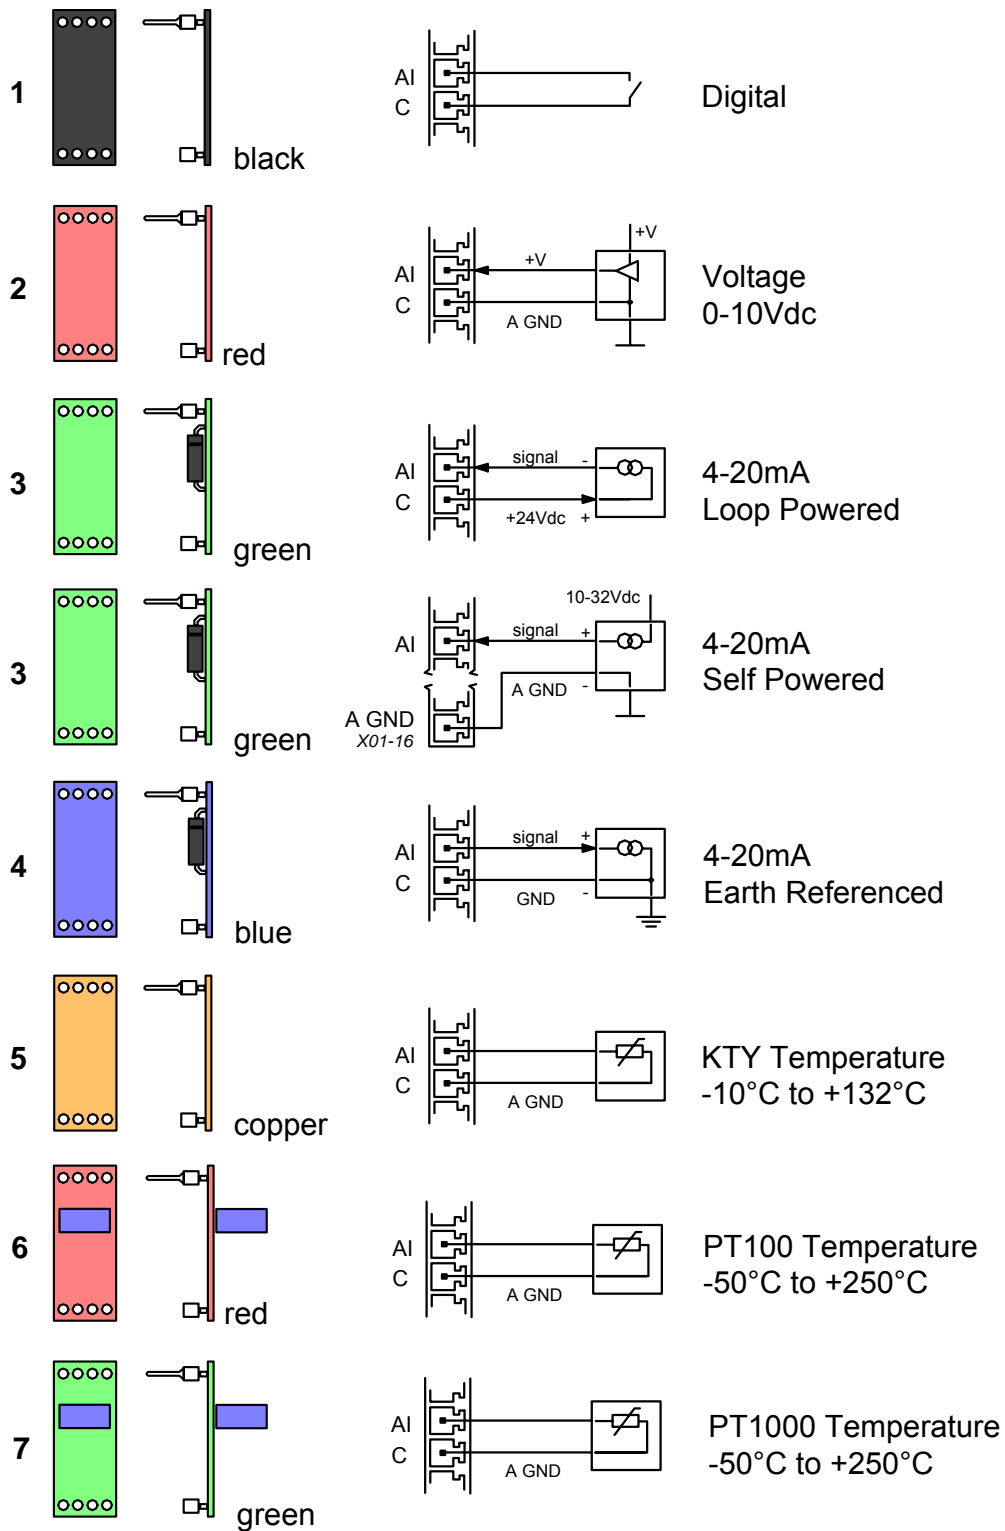 1
black
AI
C
Digital
2
red
AI
C
+V
+V
A GND
Voltage
0-10Vdc
3
green
AI
C
signal
-
+24Vdc
+
4-20mA
Loop Powered
3
green
10-32Vdc
AI
signal
+
A GND
-
A GND
X01-16
4-20mA
Self Powered
4
blue
AI
C
signal
+
GND
-
4-20mA
Earth Referenced
5
copper
AI
C
A GND
KTY Temperature
-10°C to +132°C
6
red
AI
C
A GND
PT100 Temperature
-50°C to +250°C
7
green
AI
C
A GND
PT1000 Temperature
-50°C to +250°C